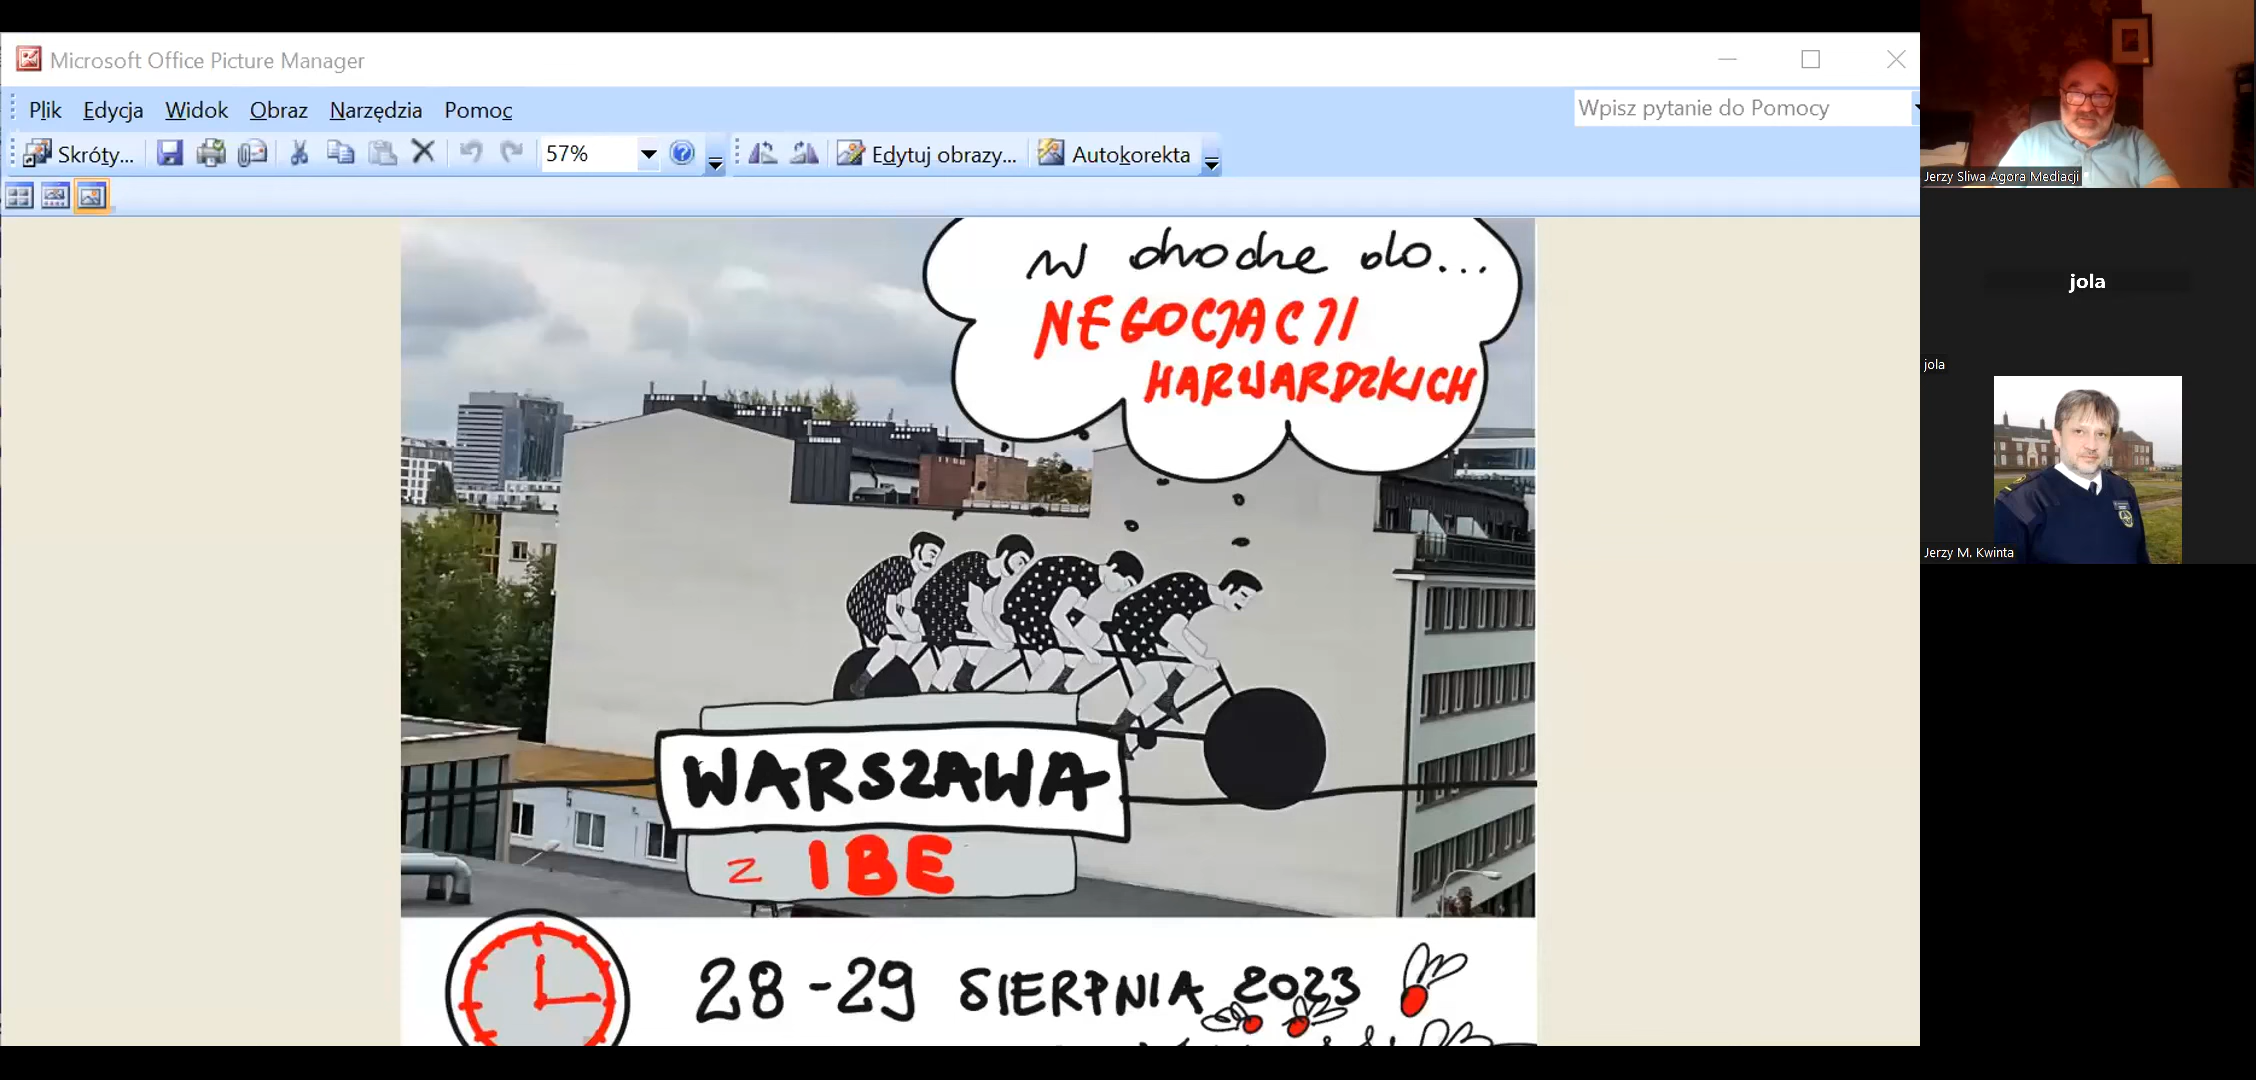 Microsoft Office Picture Manager
Plik Edycja Widok Obraz Narzędzia Pomoc
Wpisz pytanie do Pomocy
Skróty... 57% Edytuj obrazy... Autokorekta
w drodze do...
NEGOCJACJI
HARWARDZKICH
WARSZAWA
z IBE
28-29 SIERPNIA 2023
Jerzy Sliwa Agora Mediacji
jola
jola
Jerzy M. Kwinta